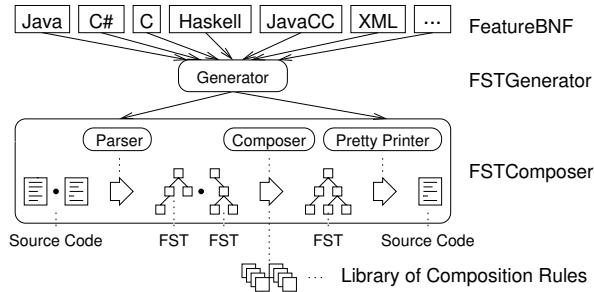 Java C# C Haskell JavaCC XML ... FeatureBNF
Generator FSTGenerator
Parser Composer Pretty Printer
FSTComposer
Source Code FST FST FST Source Code
Library of Composition Rules